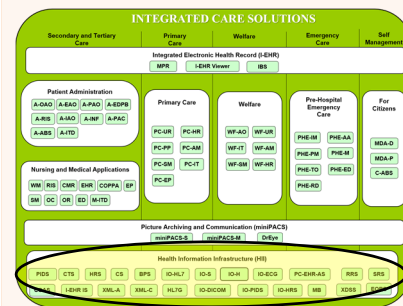 INTEGRATED CARE SOLUTIONS
Secondary and Tertiary Care
Primary Care
Welfare
Emergency Care
Self Management
Integrated Electronic Health Record (I-EHR)
MPR I-EHR Viewer IBS
Patient Administration
A-OAO A-EAO A-PAO A-EDPB
A-RIS A-IAO A-INF A-PAC
A-ABS A-ITD
Primary Care
PC-UR PC-HR
PC-PP PC-AM
PC-SM PC-IT
PC-EP
Welfare
WF-AO WF-UR
WF-IT WF-AM
WF-SM WF-HR
Pre-Hospital
Emergency
Care
PHE-IM PHE-AA
PHE-PM PHE-M
PHE-TO PHE-ED
PHE-RD
For
Citizens
MDA-D
MDA-P
C-ABS
Nursing and Medical Applications
WM RIS CMR EHR COPPA EP
SM OC OR ED M-ITD
Picture Archiving and Communication (miniPACS)
miniPACS-S miniPACS-M DrEye
Health Information Infrastructure (HII)
PIDS CTS HRS CS BPS IO-HL7 IO-S IO-H IO-ECG PC-EHR-AS RRS SRS
I-EHR IS XML-A XML-C HL7G IO-DICOM IO-PIDS IO-HRS MB XDSS